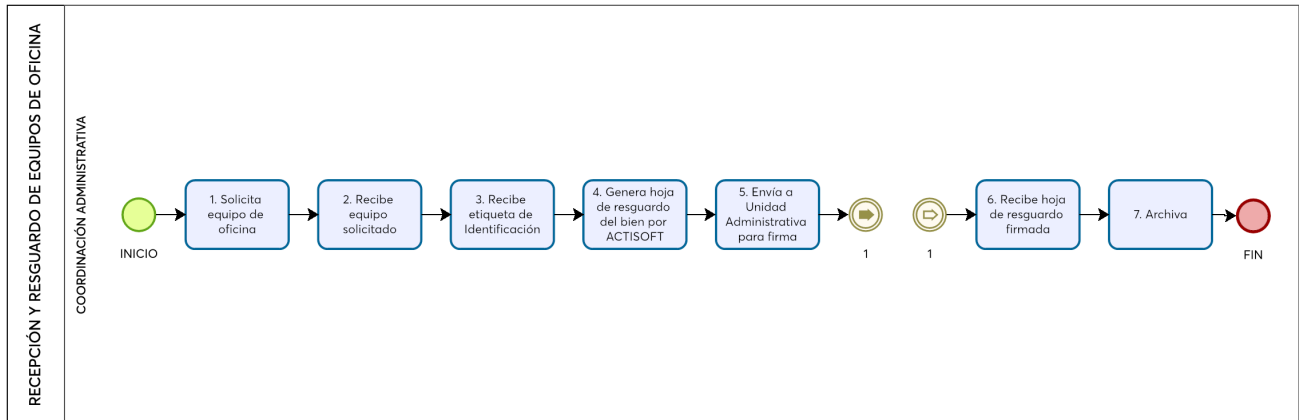 RECEPCIÓN Y RESGUARDO DE EQUIPOS DE OFICINA
COORDINACIÓN ADMINISTRATIVA
INICIO
1. Solicita
equipo de
oficina
2. Recibe
equipo
solicitado
3. Recibe
etiqueta de
Identificación
4. Genera hoja
de resguardo
del bien por
ACTISOFT
5. Envía a
Unidad
Administrativa
para firma
1
1
6. Recibe hoja
de resguardo
firmada
7. Archiva
FIN